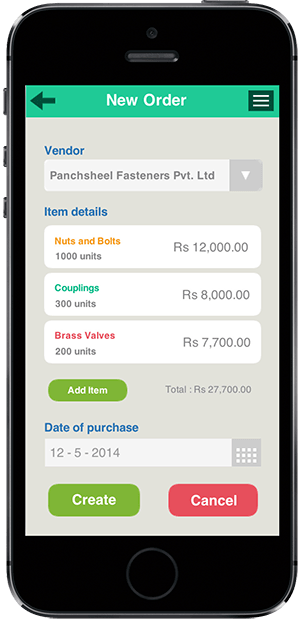 New Order
Vendor
Panchsheel Fasteners Pvt. Ltd
Item details
Nuts and Bolts
1000 units
Rs 12,000.00
Couplings
300 units
Rs 8,000.00
Brass Valves
200 units
Rs 7,700.00
Add Item
Total : Rs 27,700.00
Date of purchase
12 - 5 - 2014
Create
Cancel